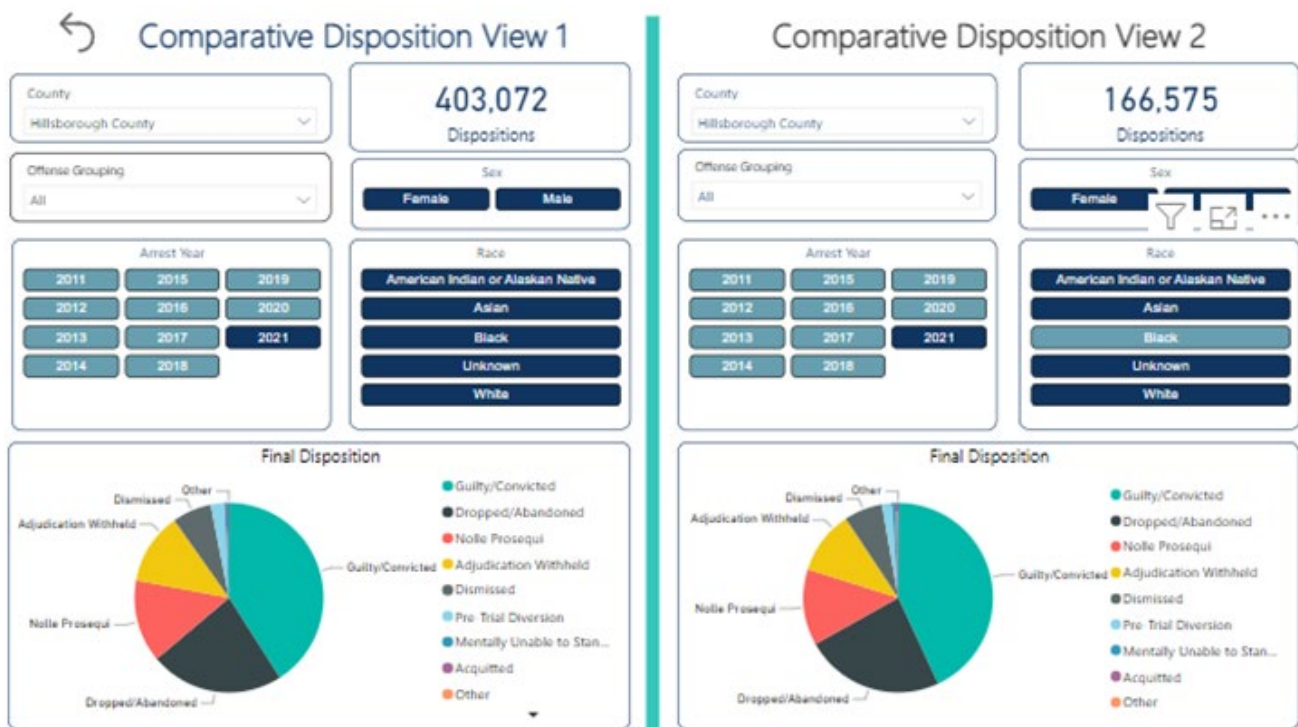 Comparative Disposition View 1
County
Hillsborough County
403,072
Dispositions
Offense Grouping
All
Sex
Female Male
Arrest Year
2011 2015 2019
2012 2016 2020
2013 2017 2021
2014 2018
Race
American Indian or Alaskan Native
Asian
Black
Unknown
White
Final Disposition
Other
Dismissed
Adjudication Withheld
Guilty/Convicted
Nolle Prosequi
Dropped/Abandoned
Guilty/Convicted
Dropped/Abandoned
Nolle Prosequi
Adjudication Withheld
Dismissed
Pre-Trial Diversion
Mentally Unable to Stan...
Acquitted
Other
Comparative Disposition View 2
County
Hillsborough County
166,575
Dispositions
Offense Grouping
All
Sex
Female
Arrest Year
2011 2015 2019
2012 2016 2020
2013 2017 2021
2014 2018
Race
American Indian or Alaskan Native
Asian
Black
Unknown
White
Final Disposition
Other
Dismissed
Adjudication Withheld
Guilty/Convicted
Nolle Prosequi
Dropped/Abandoned
Guilty/Convicted
Dropped/Abandoned
Nolle Prosequi
Adjudication Withheld
Dismissed
Pre-Trial Diversion
Mentally Unable to Stan...
Acquitted
Other